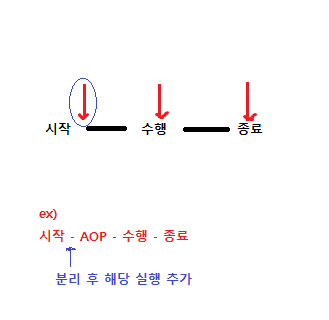 시작 수행 종료
ex)
시작 - AOP - 수행 - 종료
분리 후 해당 실행 추가